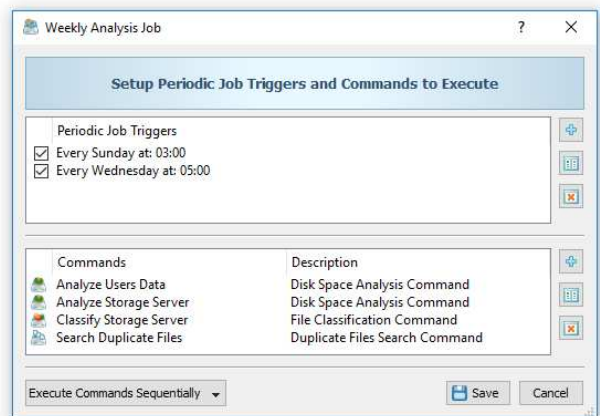 Weekly Analysis Job ?
Setup Periodic Job Triggers and Commands to Execute
Periodic Job Triggers
Every Sunday at: 03:00
Every Wednesday at: 05:00
Commands Description
Analyze Users Data Disk Space Analysis Command
Analyze Storage Server Disk Space Analysis Command
Classify Storage Server File Classification Command
Search Duplicate Files Duplicate Files Search Command
Execute Commands Sequentially Save Cancel